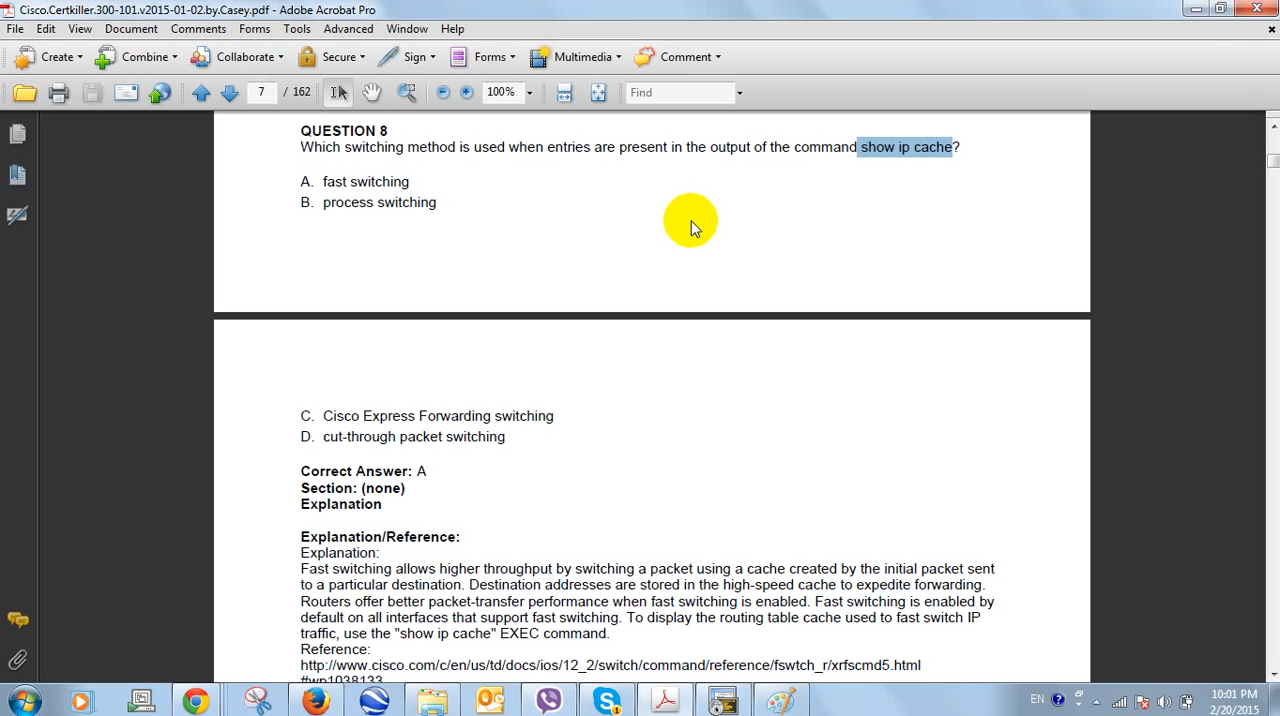 Cisco.Certkiller.300-101.v2015-01-02.by.Casey.pdf - Adobe Acrobat Pro
File Edit View Document Comments Forms Tools Advanced Window Help
Create Combine Collaborate Secure Sign Forms Multimedia Comment
7 / 162 100% Find
QUESTION 8
Which switching method is used when entries are present in the output of the command show ip cache?
A. fast switching
B. process switching
C. Cisco Express Forwarding switching
D. cut-through packet switching
Correct Answer: A
Section: (none)
Explanation
Explanation/Reference:
Explanation:
Fast switching allows higher throughput by switching a packet using a cache created by the initial packet sent
to a particular destination. Destination addresses are stored in the high-speed cache to expedite forwarding.
Routers offer better packet-transfer performance when fast switching is enabled. Fast switching is enabled by
default on all interfaces that support fast switching. To display the routing table cache used to fast switch IP
traffic, use the "show ip cache" EXEC command.
Reference:
http://www.cisco.com/c/en/us/td/docs/ios/12_2/switch/command/reference/fswtch_r/xrfscmd5.html
#wp1038133
EN 10:01 PM
2/20/2015